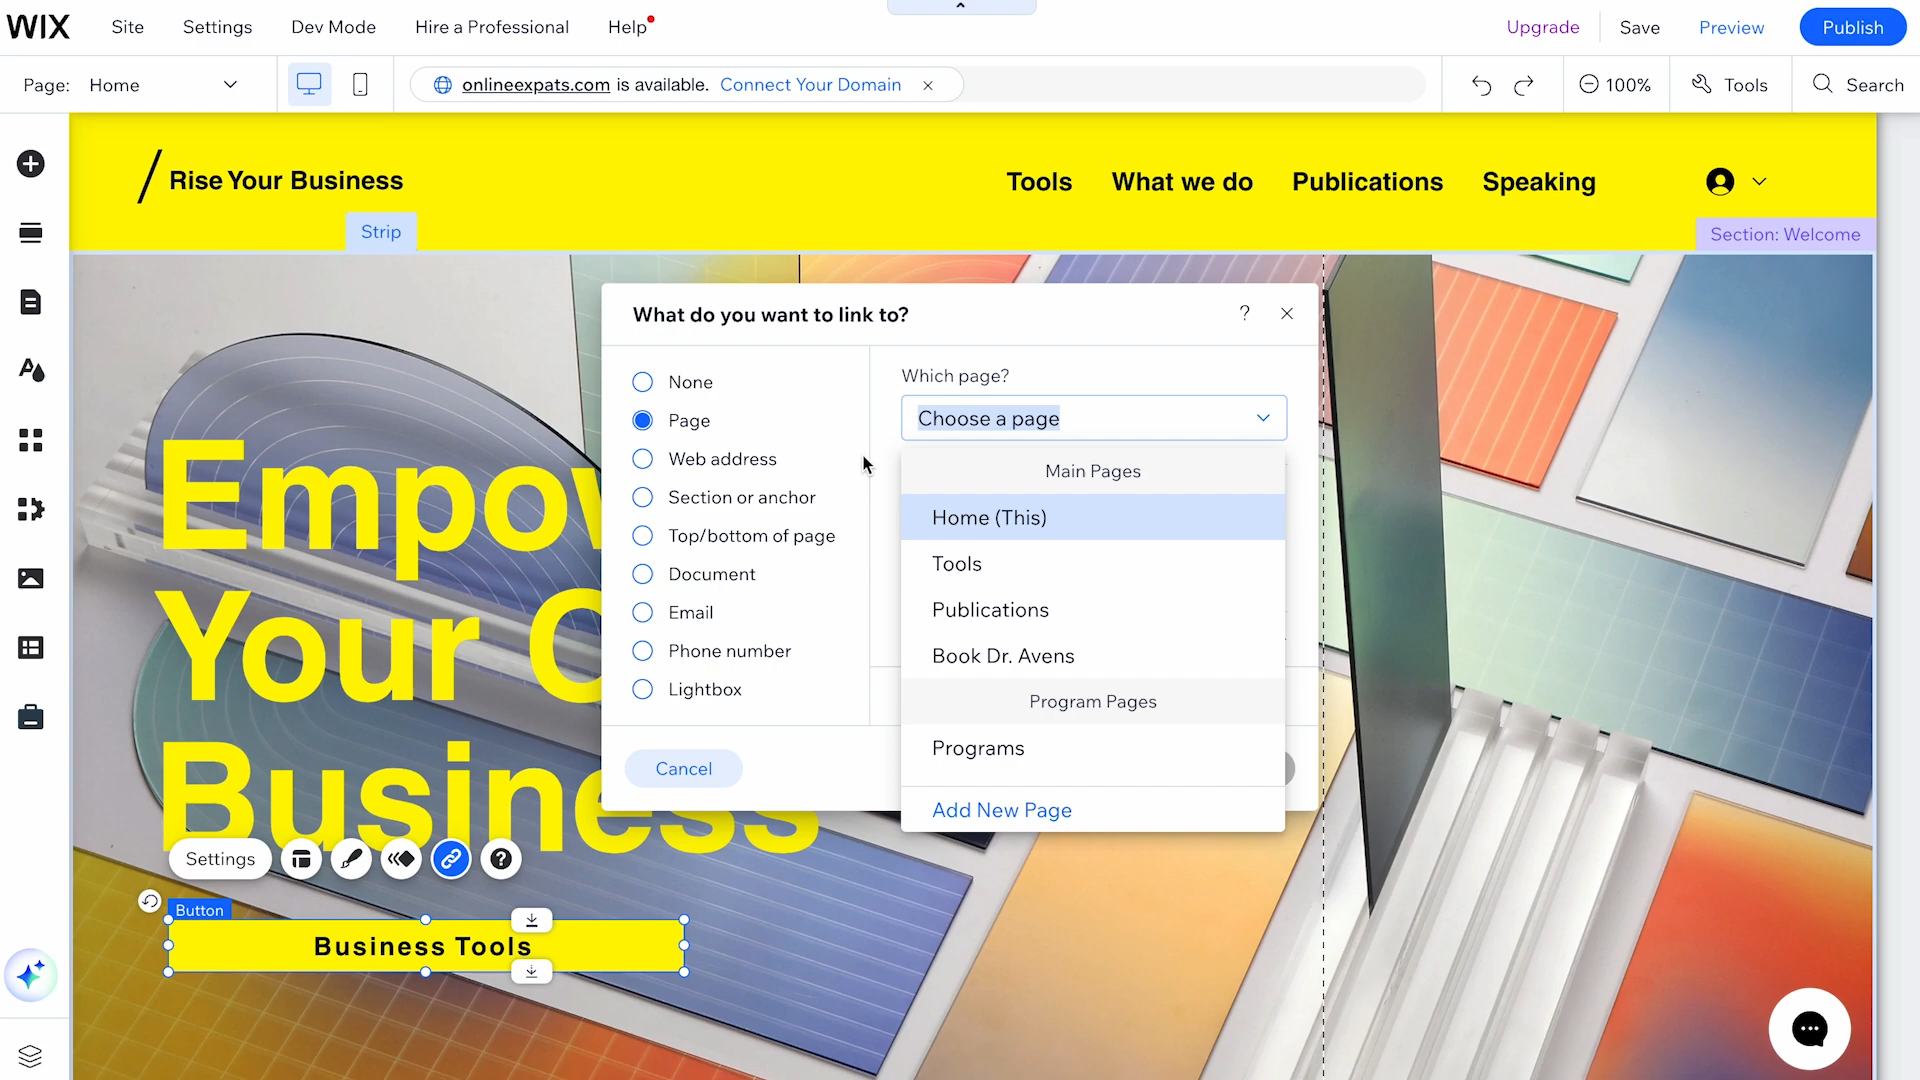 WIX
Site
Settings
Dev Mode
Hire a Professional
Help
Upgrade
Save
Preview
Publish
Page: Home
onlineexpats.com is available. Connect Your Domain
100%
Tools
Search
Rise Your Business
Tools
What we do
Publications
Speaking
Strip
Section: Welcome
What do you want to link to?
?
None
Page
Web address
Section or anchor
Top/bottom of page
Document
Email
Phone number
Lightbox
Which page?
Choose a page
Main Pages
Home (This)
Tools
Publications
Book Dr. Avens
Program Pages
Programs
Add New Page
Cancel
Empow
Your O
Business
Settings
?
Button
Business Tools